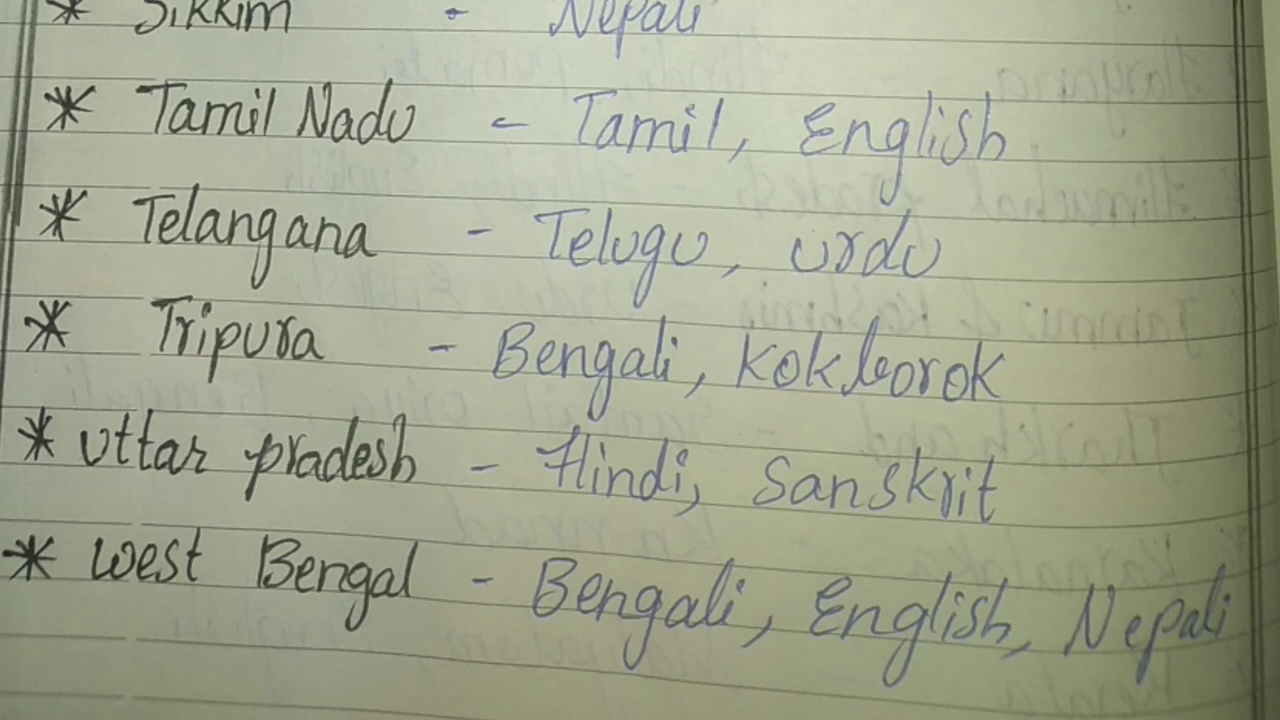 * Sikkim - Nepali
* Tamil Nadu - Tamil, English
* Telangana - Telugu, urdu
* Tripura - Bengali, Kokborok
* Uttar pradesh - Hindi, Sanskrit
* West Bengal - Bengali, English, Nepali